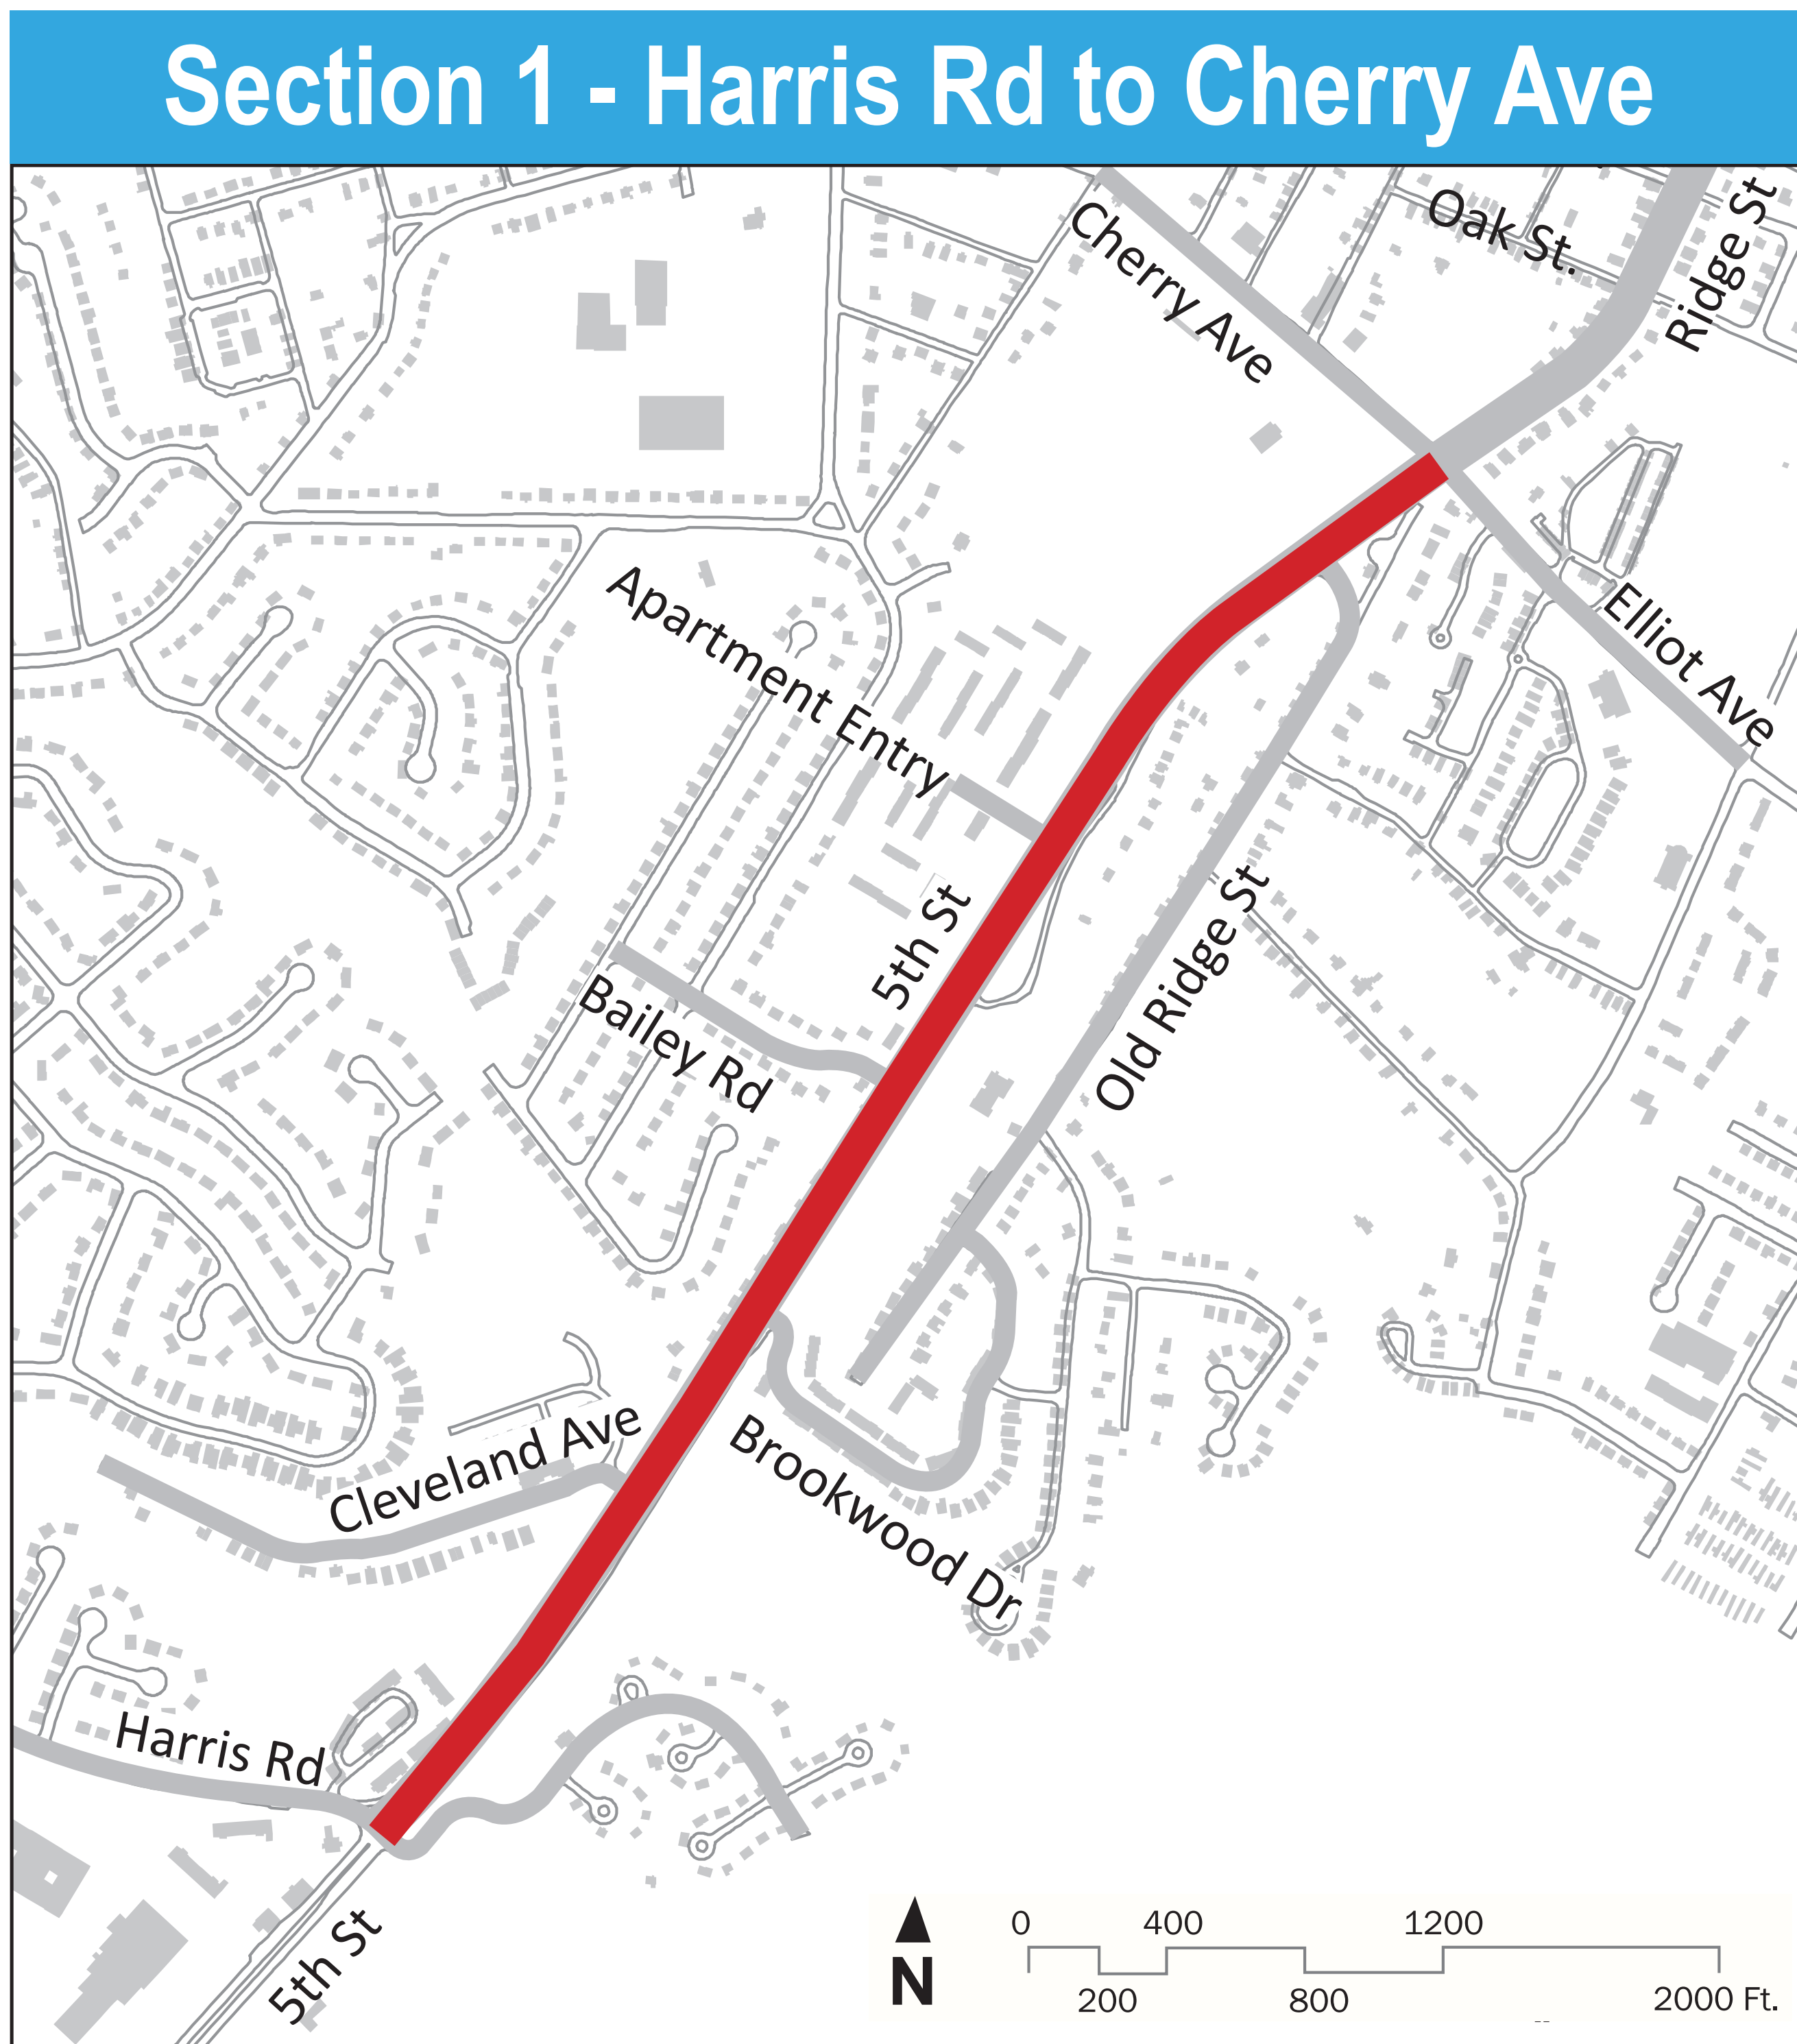 Section 1 - Harris Rd to Cherry Ave
Oak St.
Ridge St
Cherry Ave
Elliot Ave
Apartment Entry
5th St
Old Ridge St
Bailey Rd
Cleveland Ave
Brookwood Dr
Harris Rd
5th St
N
0 400 1200
200 800 2000 Ft.